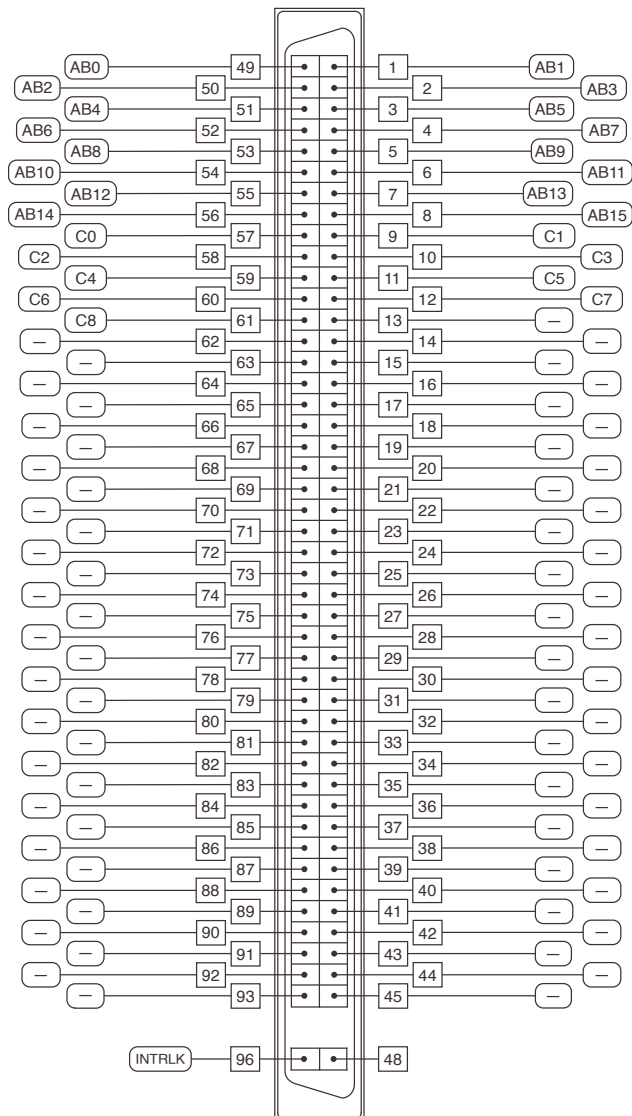 AB0 49 1 AB1
AB2 50 2 AB3
AB4 51 3 AB5
AB6 52 4 AB7
AB8 53 5 AB9
AB10 54 6 AB11
AB12 55 7 AB13
AB14 56 8 AB15
C0 57 9 C1
C2 58 10 C3
C4 59 11 C5
C6 60 12 C7
C8 61 13 —
— 62 14 —
— 63 15 —
— 64 16 —
— 65 17 —
— 66 18 —
— 67 19 —
— 68 20 —
— 69 21 —
— 70 22 —
— 71 23 —
— 72 24 —
— 73 25 —
— 74 26 —
— 75 27 —
— 76 28 —
— 77 29 —
— 78 30 —
— 79 31 —
— 80 32 —
— 81 33 —
— 82 34 —
— 83 35 —
— 84 36 —
— 85 37 —
— 86 38 —
— 87 39 —
— 88 40 —
— 89 41 —
— 90 42 —
— 91 43 —
— 92 44 —
— 93 45 —
INTRLK 96 48